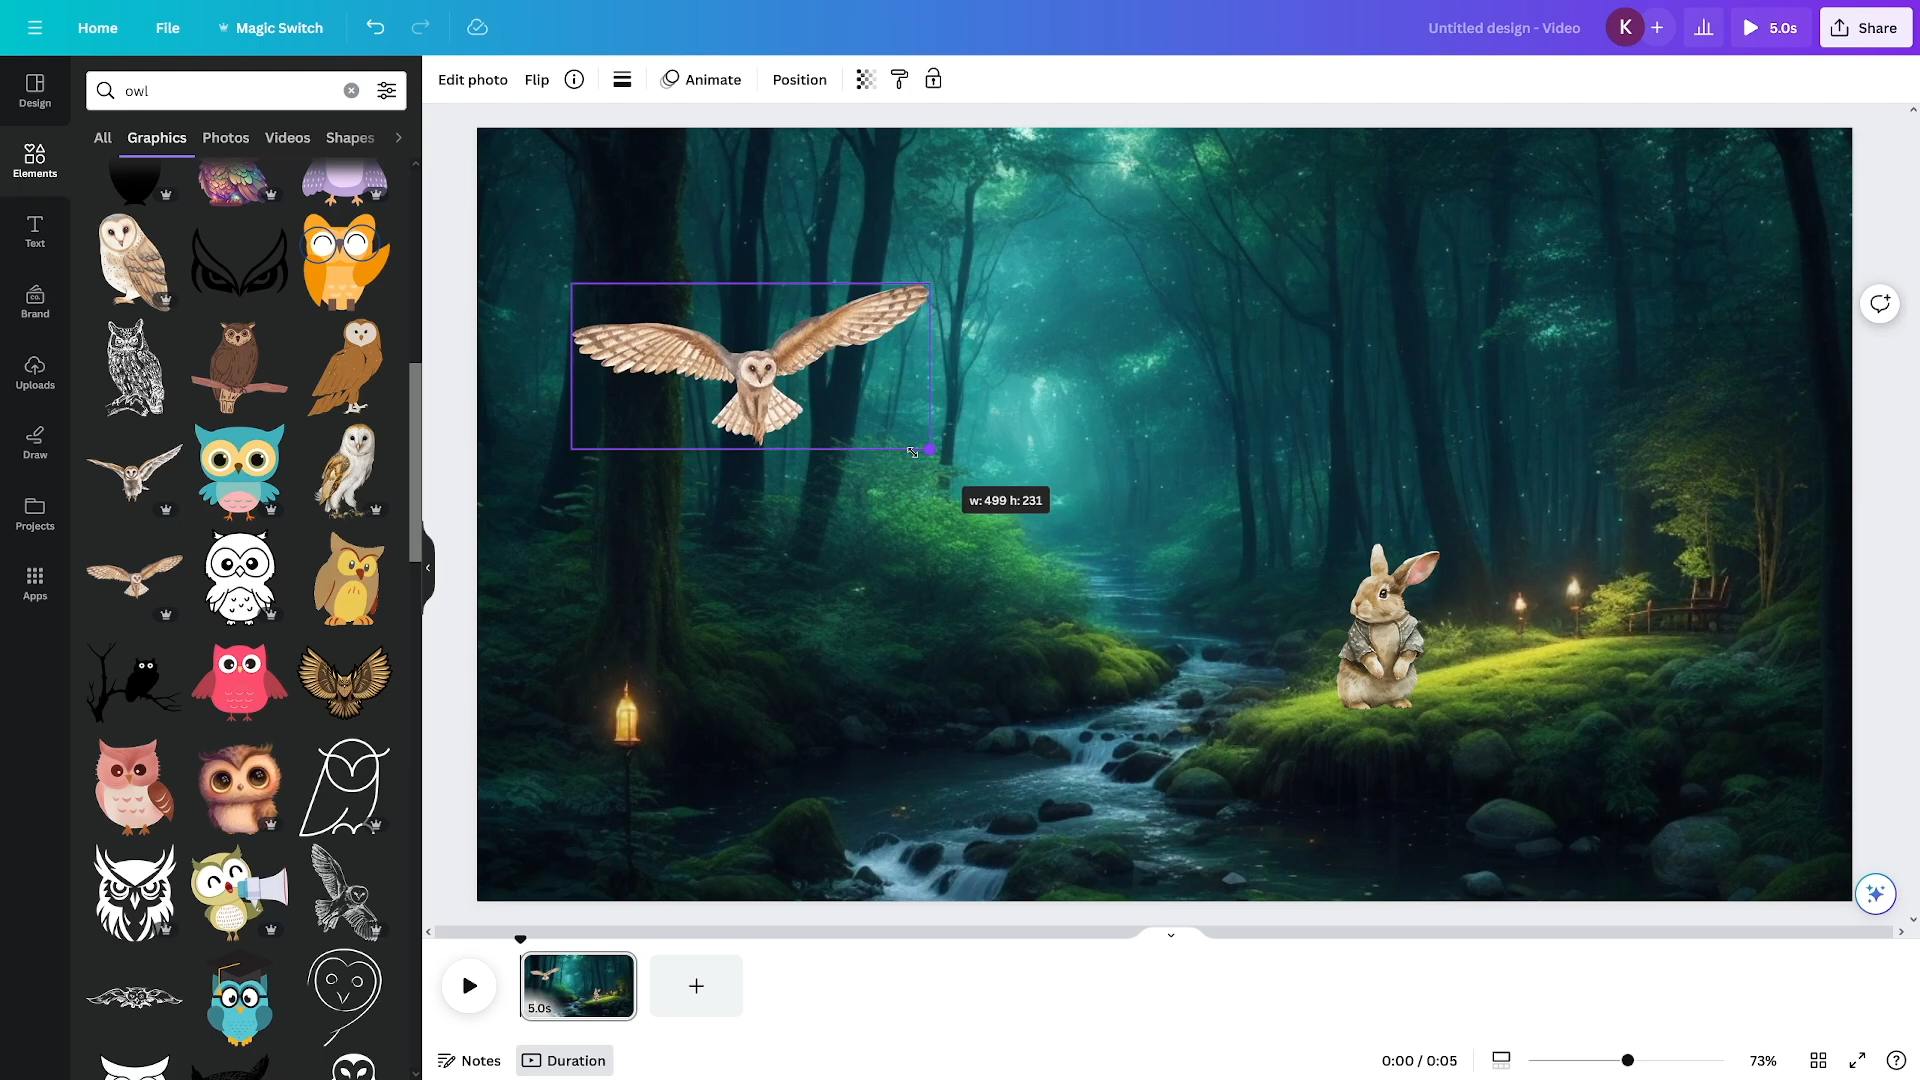 Home
File
Magic Switch
Untitled design - Video
K
5.0s
Share
Design
owl
Edit photo
Flip
Animate
Position
All
Graphics
Photos
Videos
Shapes
Elements
Text
CO.
Brand
Uploads
Draw
Projects
Apps
w: 499 h: 231
5.0s
Notes
Duration
0:00 / 0:05
73%